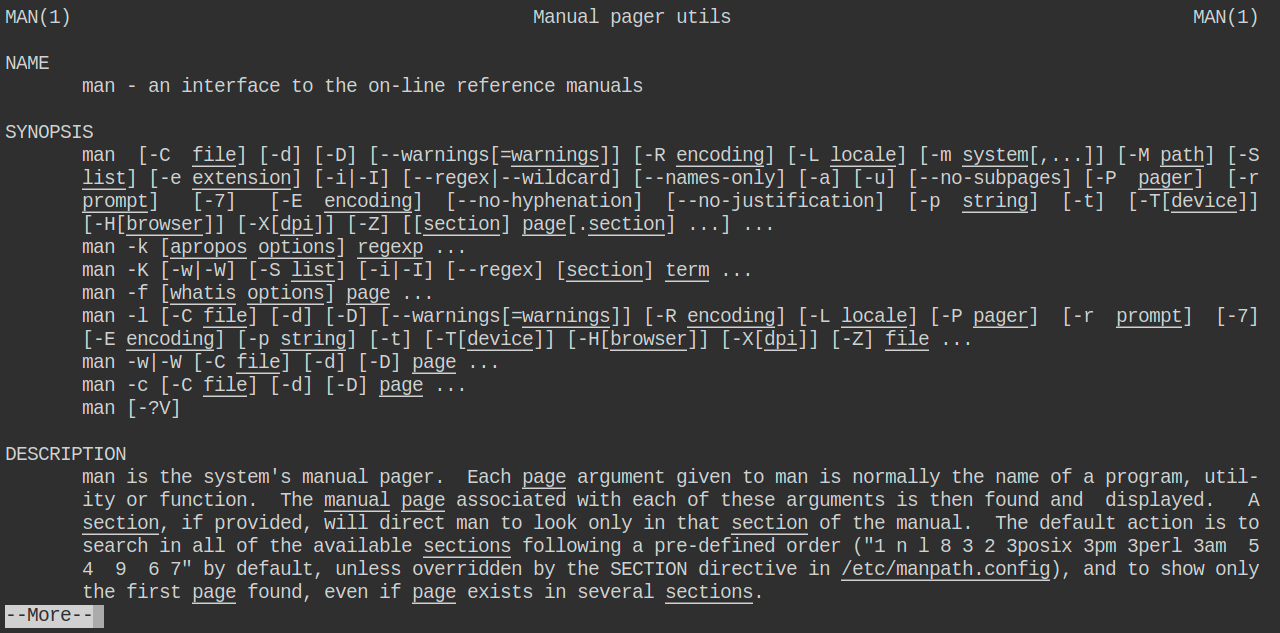 MAN(1)                                          Manual pager utils                                          MAN(1)

NAME
       man - an interface to the on-line reference manuals

SYNOPSIS
       man  [-C  file] [-d] [-D] [--warnings[=warnings]] [-R encoding] [-L locale] [-m system[,...]] [-M path] [-S
       list] [-e extension] [-i|-I] [--regex|--wildcard] [--names-only] [-a] [-u] [--no-subpages] [-P  pager]  [-r
       prompt]   [-7]   [-E  encoding]  [--no-hyphenation]  [--no-justification]  [-p  string]  [-t]  [-T[device]]
       [-H[browser]] [-X[dpi]] [-Z] [[section] page[.section] ...] ...
       man -k [apropos options] regexp ...
       man -K [-w|-W] [-S list] [-i|-I] [--regex] [section] term ...
       man -f [whatis options] page ...
       man -l [-C file] [-d] [-D] [--warnings[=warnings]] [-R encoding] [-L locale] [-P pager]  [-r  prompt]  [-7]
       [-E encoding] [-p string] [-t] [-T[device]] [-H[browser]] [-X[dpi]] [-Z] file ...
       man -w|-W [-C file] [-d] [-D] page ...
       man -c [-C file] [-d] [-D] page ...
       man [-?V]

DESCRIPTION
       man is the system's manual pager.  Each page argument given to man is normally the name of a program, util-
       ity or function.  The manual page associated with each of these arguments is then found and  displayed.   A
       section, if provided, will direct man to look only in that section of the manual.  The default action is to
       search in all of the available sections following a pre-defined order ("1 n l 8 3 2 3posix 3pm 3perl 3am  5
       4  9  6 7" by default, unless overridden by the SECTION directive in /etc/manpath.config), and to show only
       the first page found, even if page exists in several sections.
--More--